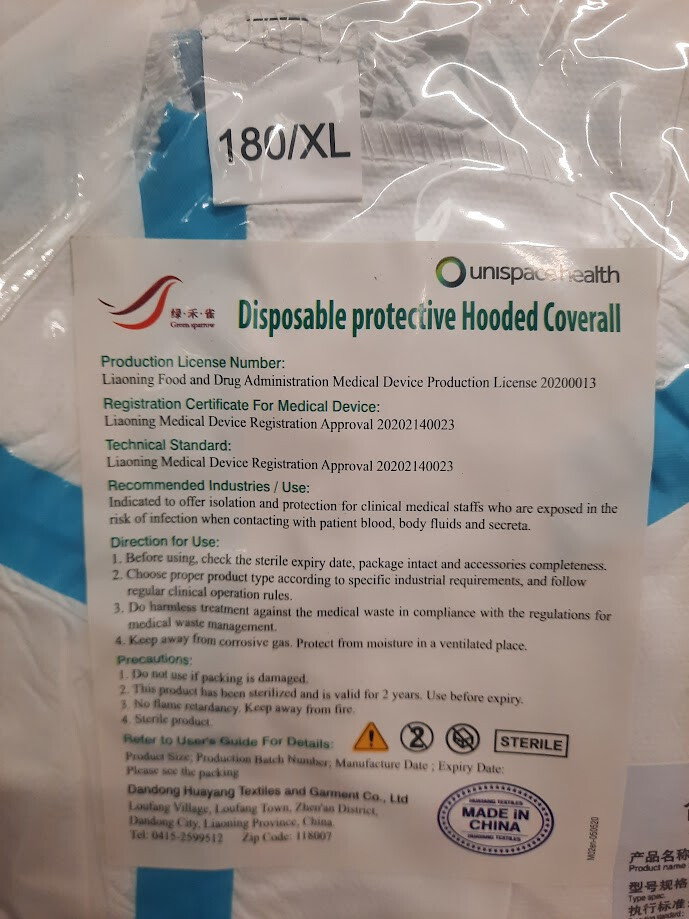 180/XL
unispace health
绿·禾·雀
Green sparrow
Disposable protective Hooded Coverall
Production License Number:
Liaoning Food and Drug Administration Medical Device Production License 20200013
Registration Certificate For Medical Device:
Liaoning Medical Device Registration Approval 20202140023
Technical Standard:
Liaoning Medical Device Registration Approval 20202140023
Recommended Industries / Use:
Indicated to offer isolation and protection for clinical medical staffs who are exposed in the
risk of infection when contacting with patient blood, body fluids and secreta.
Direction for Use:
1. Before using, check the sterile expiry date, package intact and accessories completeness.
2. Choose proper product type according to specific industrial requirements, and follow
regular clinical operation rules.
3. Do harmless treatment against the medical waste in compliance with the regulations for
medical waste management.
4. Keep away from corrosive gas. Protect from moisture in a ventilated place.
Precautions:
1. Do not use if packing is damaged.
2. This product has been sterilized and is valid for 2 years. Use before expiry.
3. No flame retardancy. Keep away from fire.
4. Sterile product.
Refer to User's Guide For Details:
2
STERILE
Product Size; Production Batch Number; Manufacture Date ; Expiry Date:
Please see the packing
Dandong Huayang Textiles and Garment Co., Ltd
Loufang Village, Loufang Town, Zhen'an District,
Dandong City, Liaoning Province, China.
Tel: 0415-2599512 Zip Code: 118007
HUAYANG TEXTILES
MADE IN
CHINA
HUAYANG TEXTILES
M02en-050520
产品名称
Product name
型号规格
Type spec.
执行标准